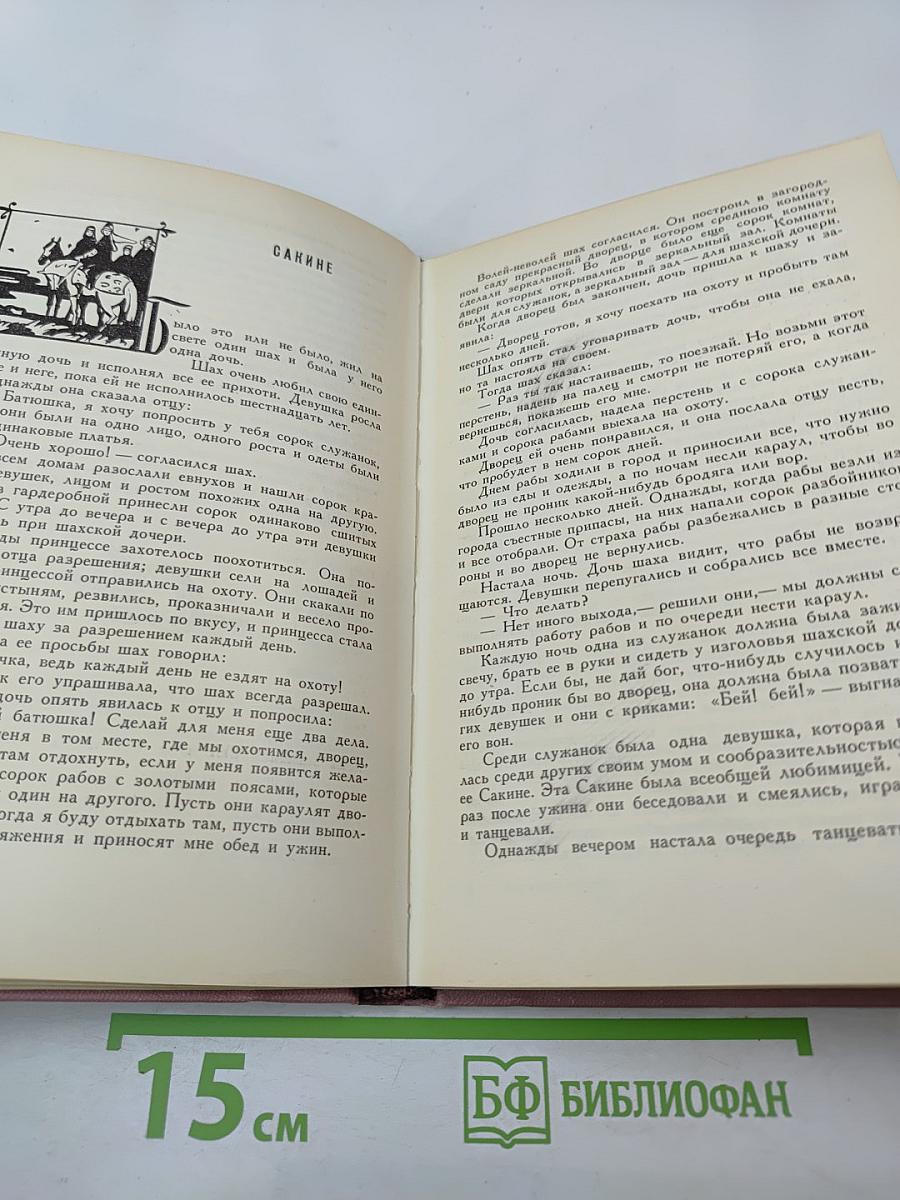 САКИНЕ
Было это или не было, жил на
свете один шах и была у него
одна дочь.
Шах очень любил свою един-
ную дочь и исполнял все ее прихоти. Девушка росла
е и неге, пока ей не исполнилось шестнадцать лет.
днажды она сказала отцу:
Батюшка, я хочу попросить у тебя сорок служанок,
они были на одно лицо, одного роста и одеты были
динаковые платья.
Очень хорошо! — согласился шах.
всем домам разослали евнухов и нашли сорок кра-
евушек, лицом и ростом похожих одна на другую.
з гардеробной принесли сорок одинаково сшитых
С утра до вечера и с вечера до утра эти девушки
ь при шахской дочери.
ды принцессе захотелось поохотиться. Она по-
отца разрешения; девушки сели на лошадей и
инцессой отправились на охоту. Они скакали по
устыням, резвились, проказничали и весело про-
я. Это им пришлось по вкусу, и принцесса стала
шаху за разрешением каждый день.
а ее просьбы шах говорил:
чка, ведь каждый день не ездят на охоту!
к его упрашивала, что шах всегда разрешал.
дочь опять явилась к отцу и попросила:
й батюшка! Сделай для меня еще два дела.
еня в том месте, где мы охотимся, дворец,
там отдохнуть, если у меня появится жела-
сорок рабов с золотыми поясами, которые
и один на другого. Пусть они караулят дво-
огда я буду отдыхать там, пусть они выпол-
яжения и приносят мне обед и ужин.
Волей-неволей шах согласился. Он построил в загород-
ном саду прекрасный дворец, в котором среднюю комнату
сделали зеркальной. Во дворце было еще сорок комнат,
двери которых открывались в зеркальный зал. Комнаты
были для служанок, а зеркальный зал — для шахской дочери.
Когда дворец был закончен, дочь пришла к шаху и за-
явила:
— Дворец готов, я хочу поехать на охоту и пробыть там
несколько дней.
Шах опять стал уговаривать дочь, чтобы она не ехала,
но та настояла на своем.
Тогда шах сказал:
— Раз ты так настаиваешь, то поезжай. Но возьми этот
перстень, надень на палец и смотри не потеряй его, а когда
вернешься, покажешь его мне.
Дочь согласилась, надела перстень и с сорока служан-
ками и сорока рабами выехала на охоту.
Дворец ей очень понравился, и она послала отцу весть,
что пробудет в нем сорок дней.
Днем рабы ходили в город и приносили все, что нужно
было из еды и одежды, а по ночам несли караул, чтобы во
дворец не проник какой-нибудь бродяга или вор.
Прошло несколько дней. Однажды, когда рабы везли из
города съестные припасы, на них напали сорок разбойников
и все отобрали. От страха рабы разбежались в разные сто
роны и во дворец не вернулись.
Настала ночь. Дочь шаха видит, что рабы не возвр
щаются. Девушки перепугались и собрались все вместе.
— Что делать?
— Нет иного выхода,— решили они,— мы должны с
выполнять работу рабов и по очереди нести караул.
Каждую ночь одна из служанок должна была зажи
свечу, брать ее в руки и сидеть у изголовья шахской до
до утра. Если бы, не дай бог, что-нибудь случилось и
нибудь проник бы во дворец, она должна была позват
гих девушек и они с криками: «Бей! бей!» — выгна
его вон.
Среди служанок была одна девушка, которая
лась среди других своим умом и сообразительностью
ее Сакине. Эта Сакине была всеобщей любимицей.
раз после ужина они беседовали и смеялись, игра
и танцевали.
Однажды вечером настала очередь танцевать
15 см
БФ БИБЛИОФАН